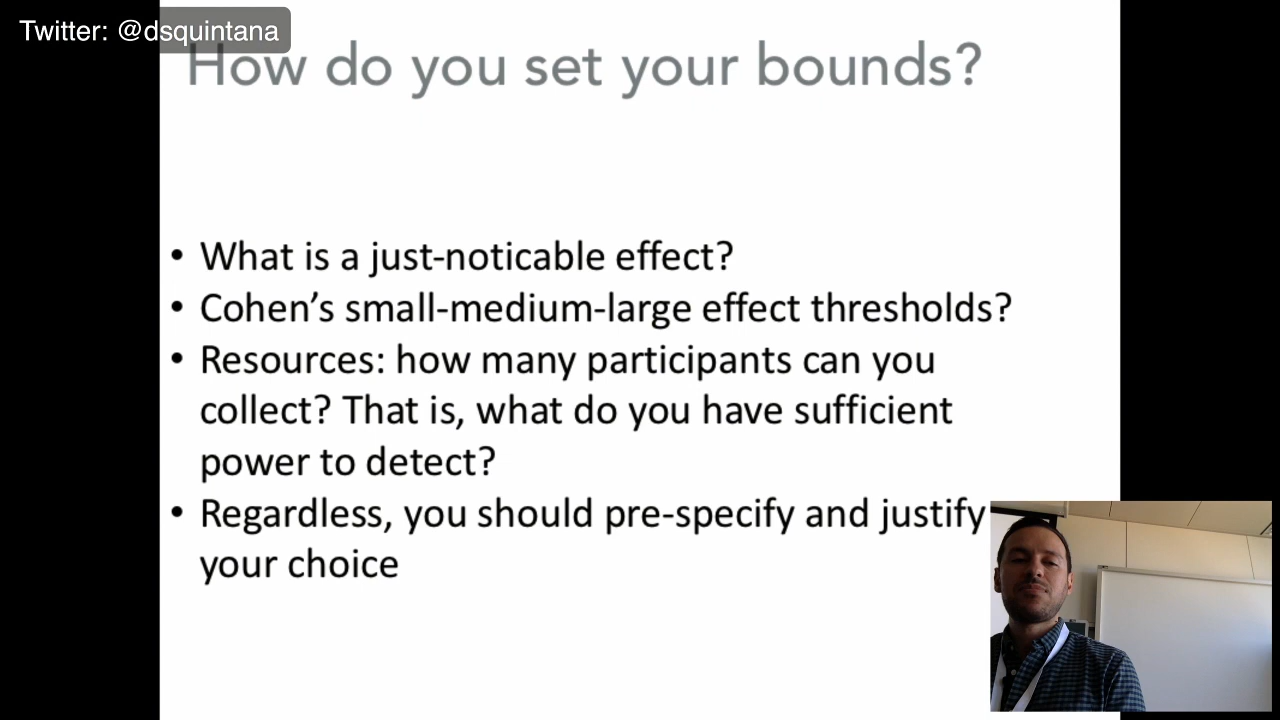 Twitter: @dsquintana
How do you set your bounds?
• What is a just-noticable effect?
• Cohen’s small-medium-large effect thresholds?
• Resources: how many participants can you
collect? That is, what do you have sufficient
power to detect?
• Regardless, you should pre-specify and justify
your choice